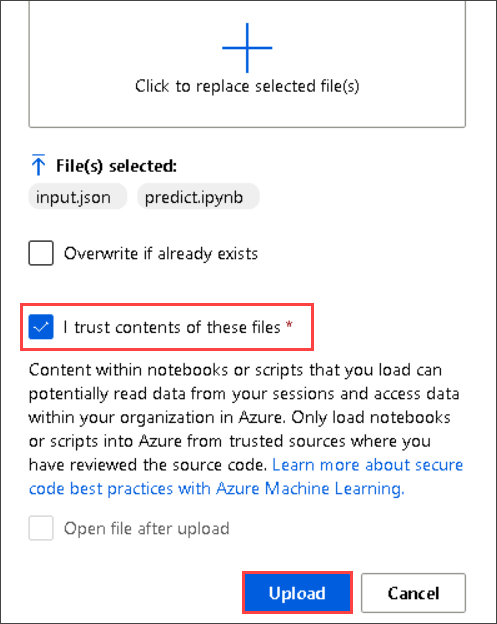 Click to replace selected file(s)
File(s) selected:
input.json predict.ipynb
Overwrite if already exists
I trust contents of these files *
Content within notebooks or scripts that you load can
potentially read data from your sessions and access data
within your organization in Azure. Only load notebooks
or scripts into Azure from trusted sources where you
have reviewed the source code. Learn more about secure
code best practices with Azure Machine Learning.
Open file after upload
Upload Cancel